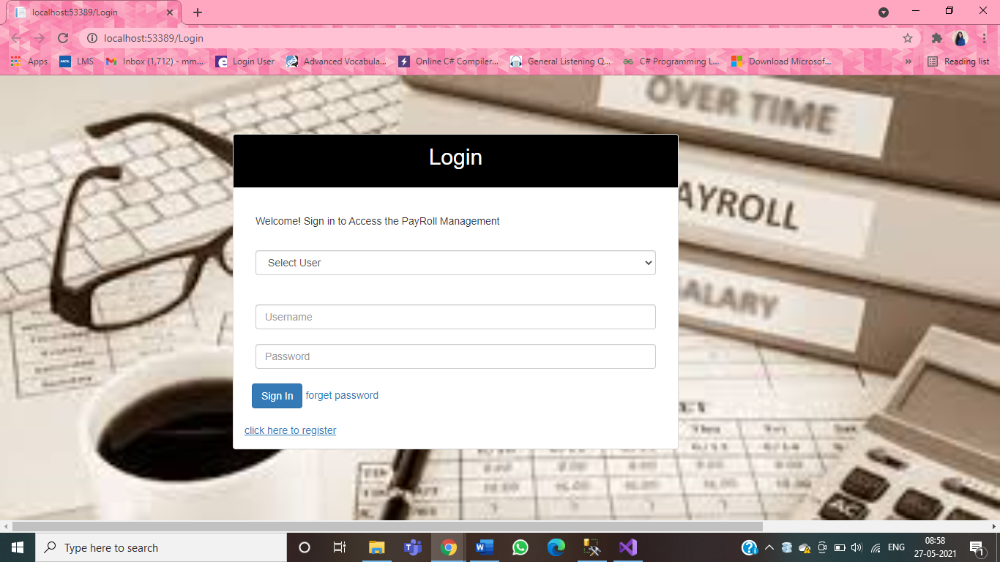 localhost:53389/Login
localhost:53389/Login
Apps LMS Inbox (1,712) - mm... Login User Advanced Vocabula... Online C# Compiler... General Listening Q... C# Programming L... Download Microsof... » Reading list
OVER TIME
AYROLL
ALARY
Login
Welcome! Sign in to Access the PayRoll Management
Select User
Username
Password
Sign In forget password
click here to register
AC
Type here to search
ENG
08:58
27-05-2021
1